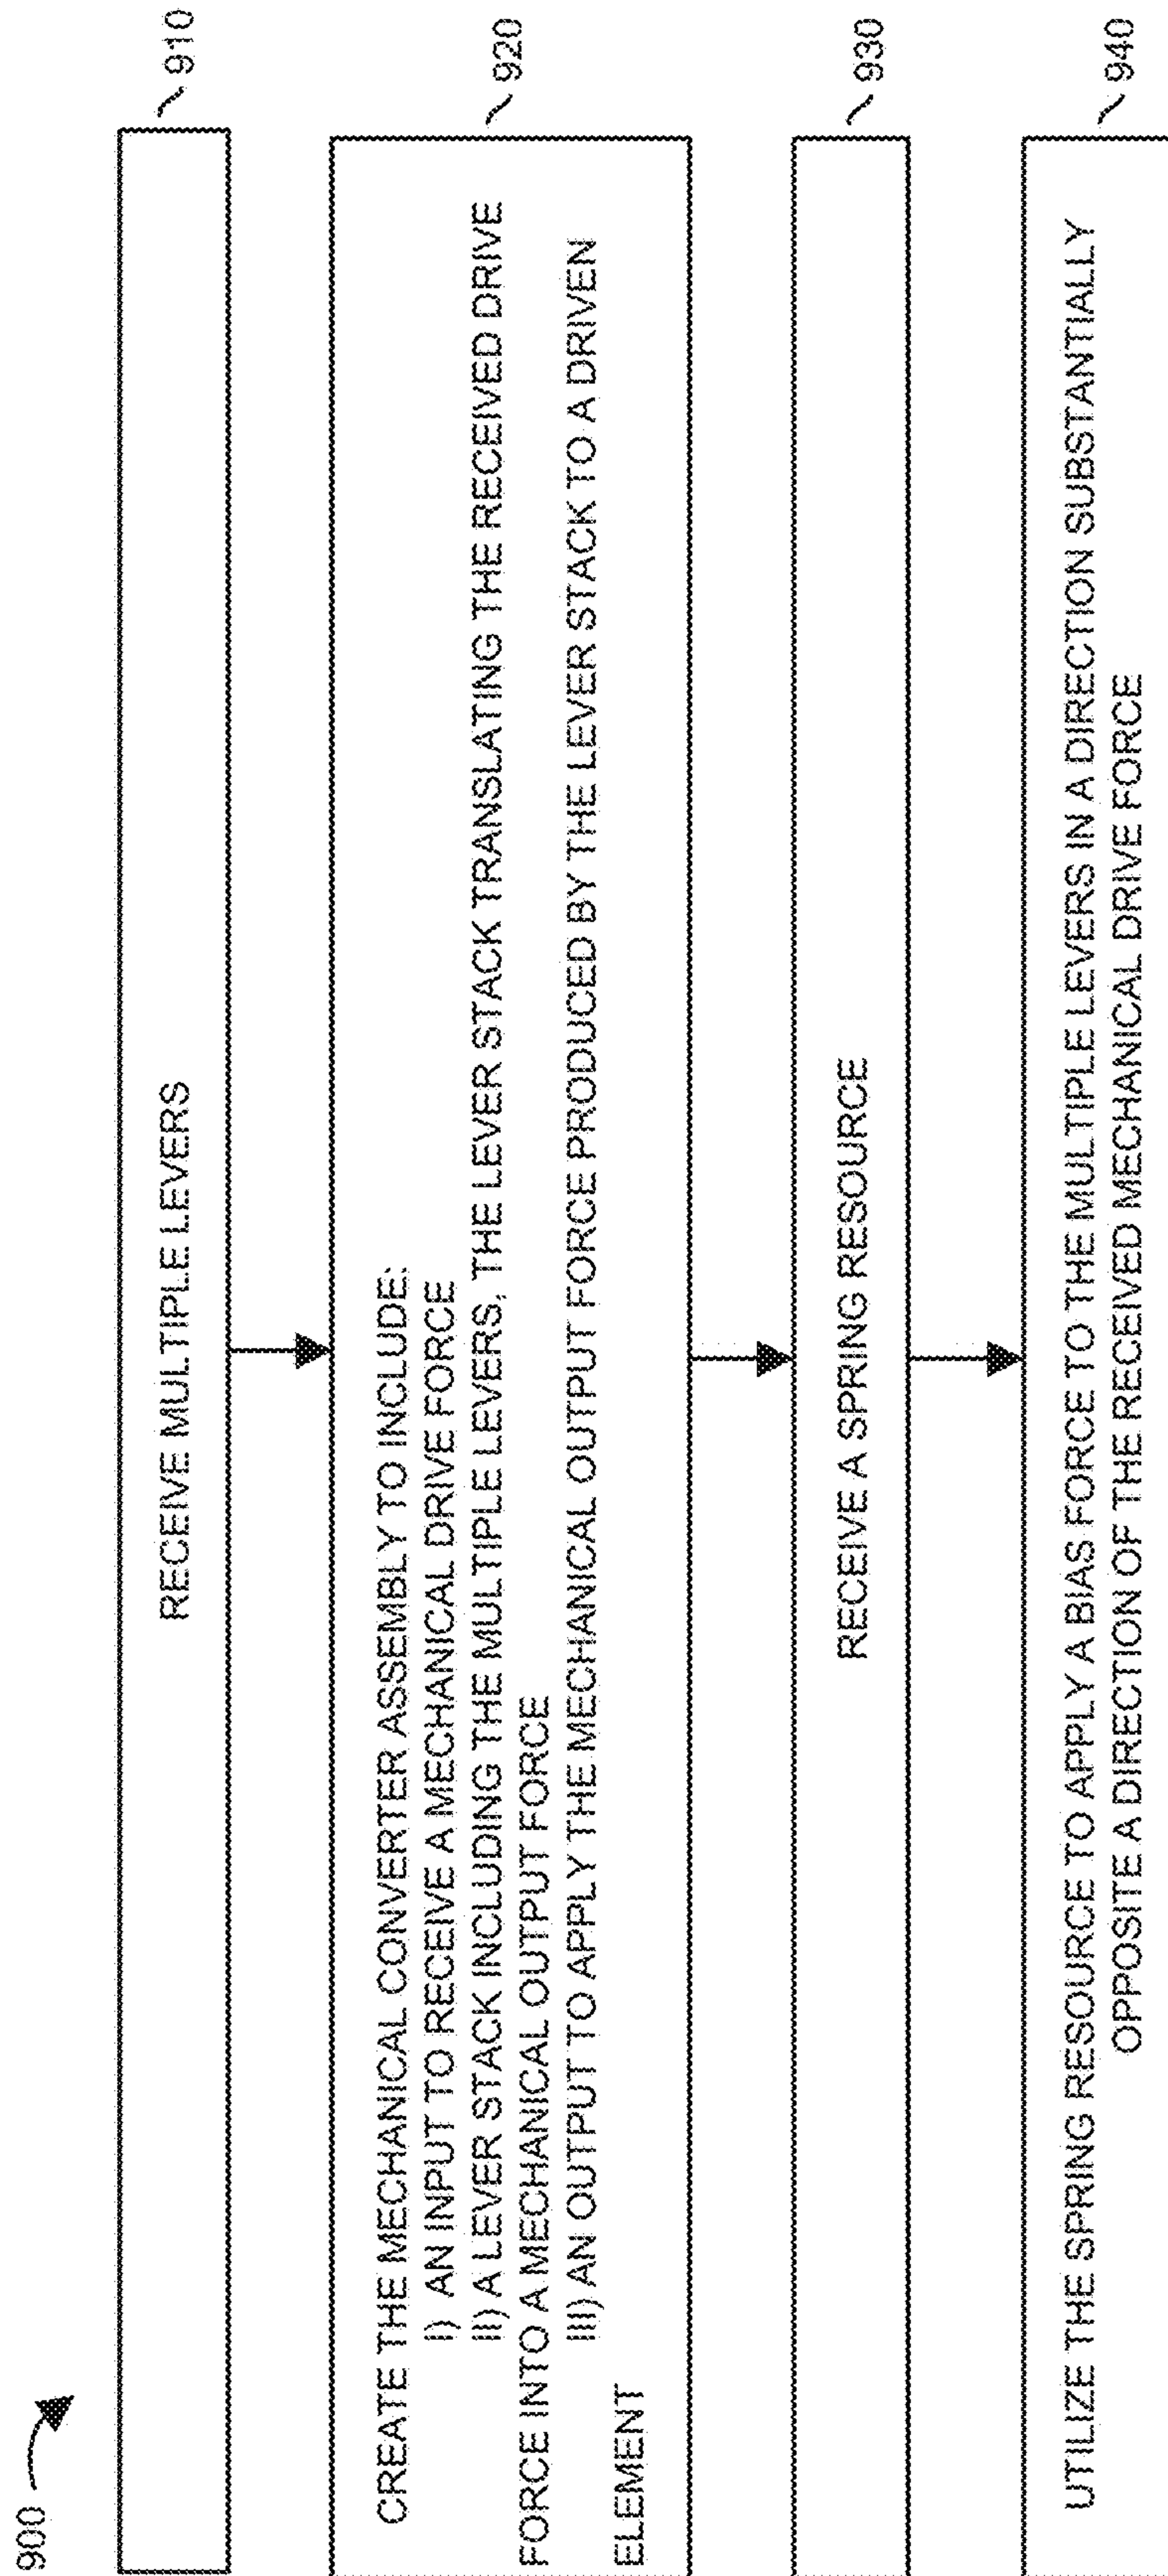 900
RECEIVE MULTIPLE LEVERS
910
CREATE THE MECHANICAL CONVERTER ASSEMBLY TO INCLUDE:
I) AN INPUT TO RECEIVE A MECHANICAL DRIVE FORCE
II) A LEVER STACK INCLUDING THE MULTIPLE LEVERS, THE LEVER STACK TRANSLATING THE RECEIVED DRIVE
FORCE INTO A MECHANICAL OUTPUT FORCE
III) AN OUTPUT TO APPLY THE MECHANICAL OUTPUT FORCE PRODUCED BY THE LEVER STACK TO A DRIVEN
ELEMENT
920
RECEIVE A SPRING RESOURCE
930
UTILIZE THE SPRING RESOURCE TO APPLY A BIAS FORCE TO THE MULTIPLE LEVERS IN A DIRECTION SUBSTANTIALLY
OPPOSITE A DIRECTION OF THE RECEIVED MECHANICAL DRIVE FORCE
940